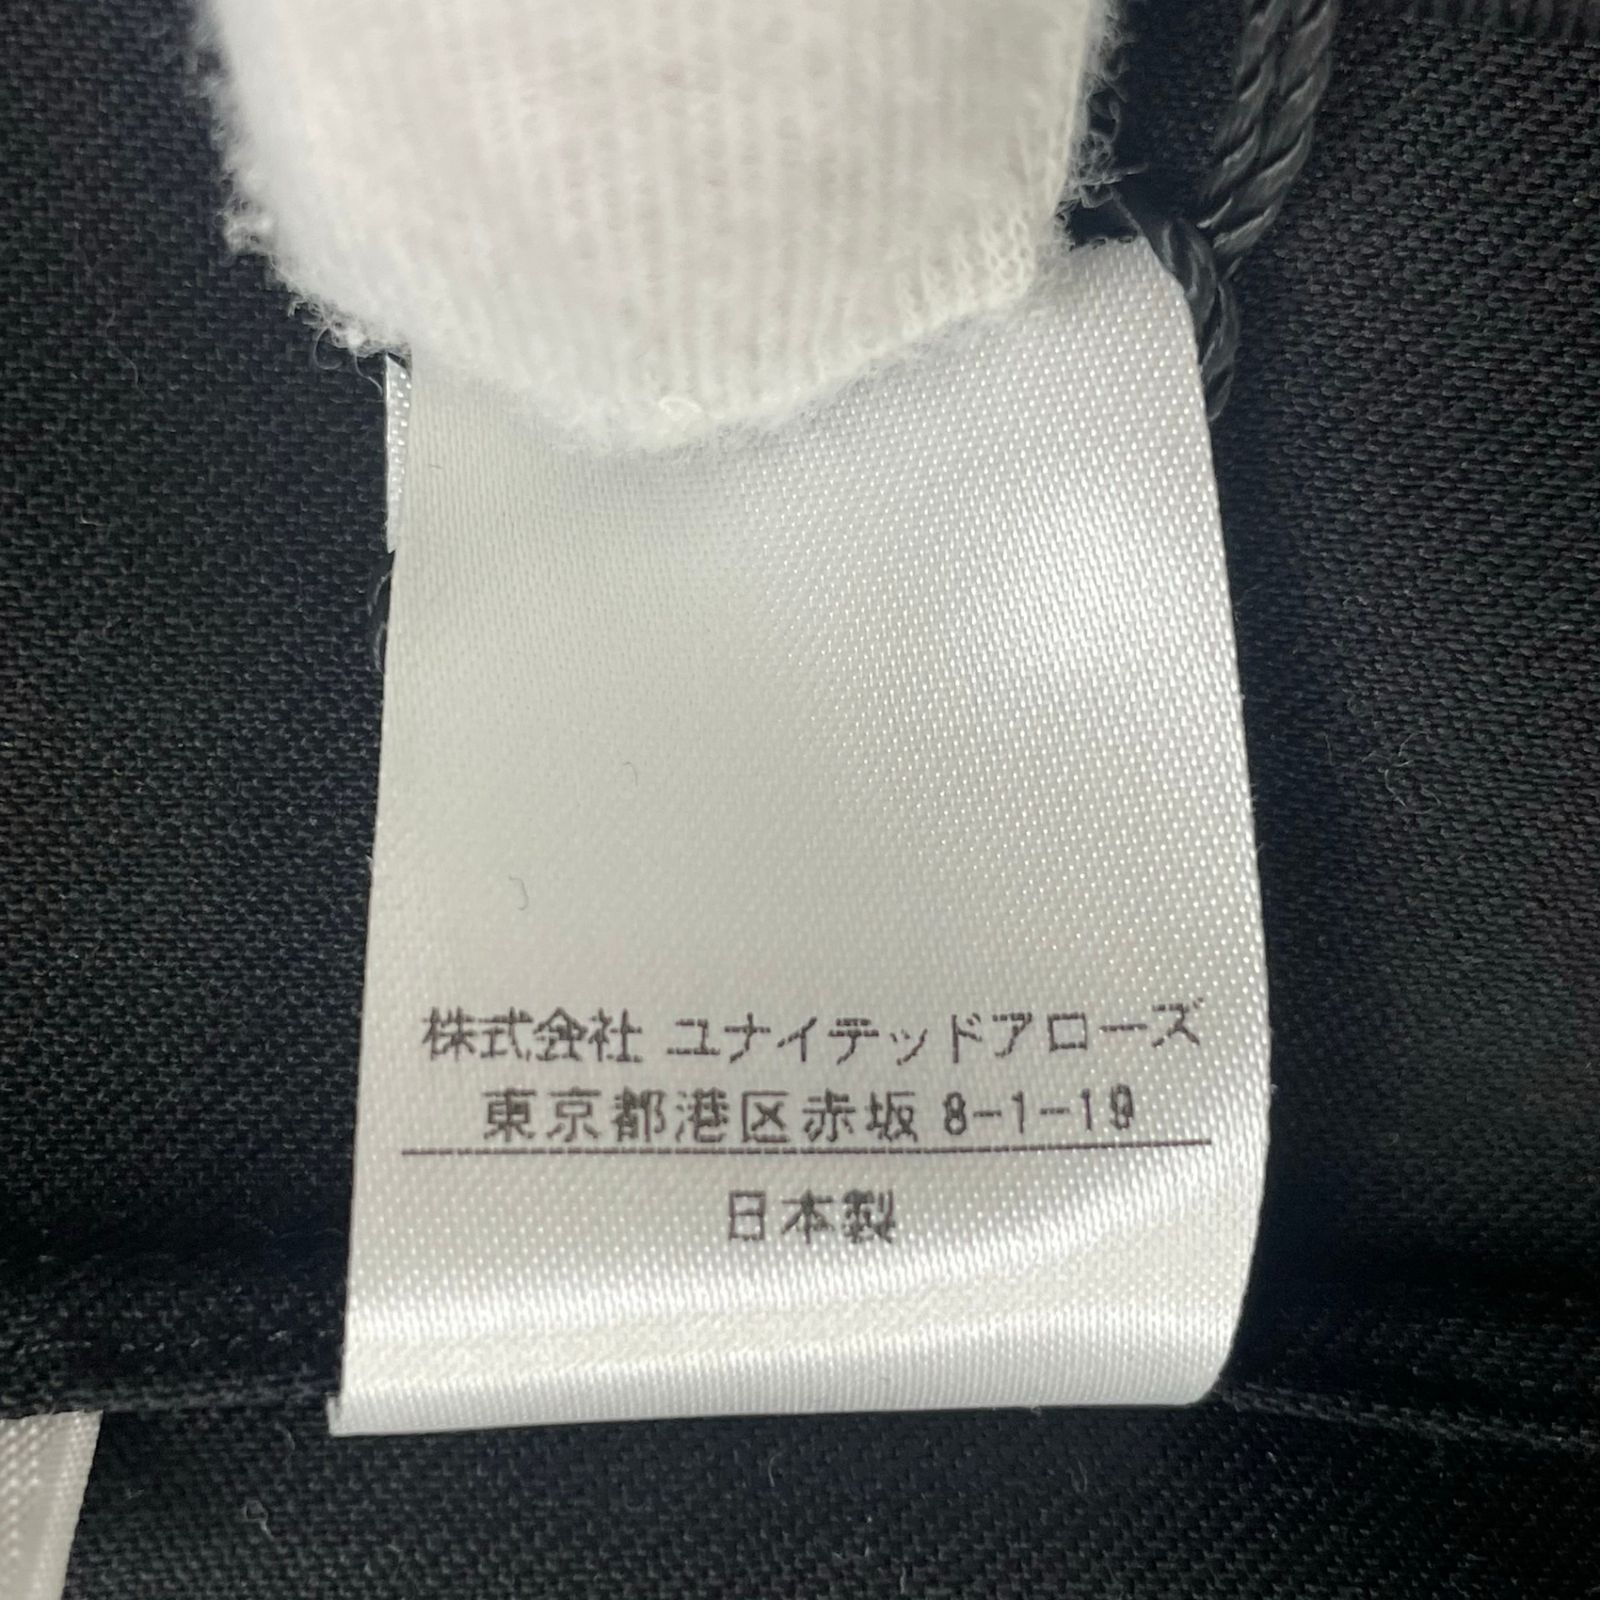 株式会社 ユナイテッドアローズ
東京都港区赤坂 8-1-19
日本製